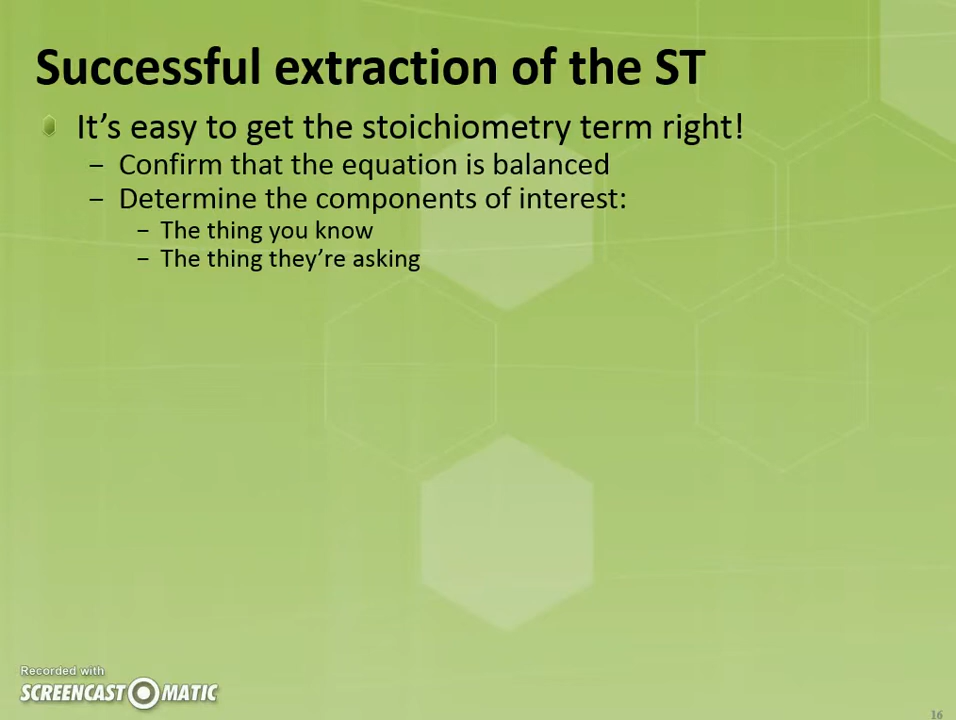 Successful extraction of the ST
It's easy to get the stoichiometry term right!
− Confirm that the equation is balanced
− Determine the components of interest:
− The thing you know
− The thing they're asking
Recorded with
SCREENCAST O MATIC
16